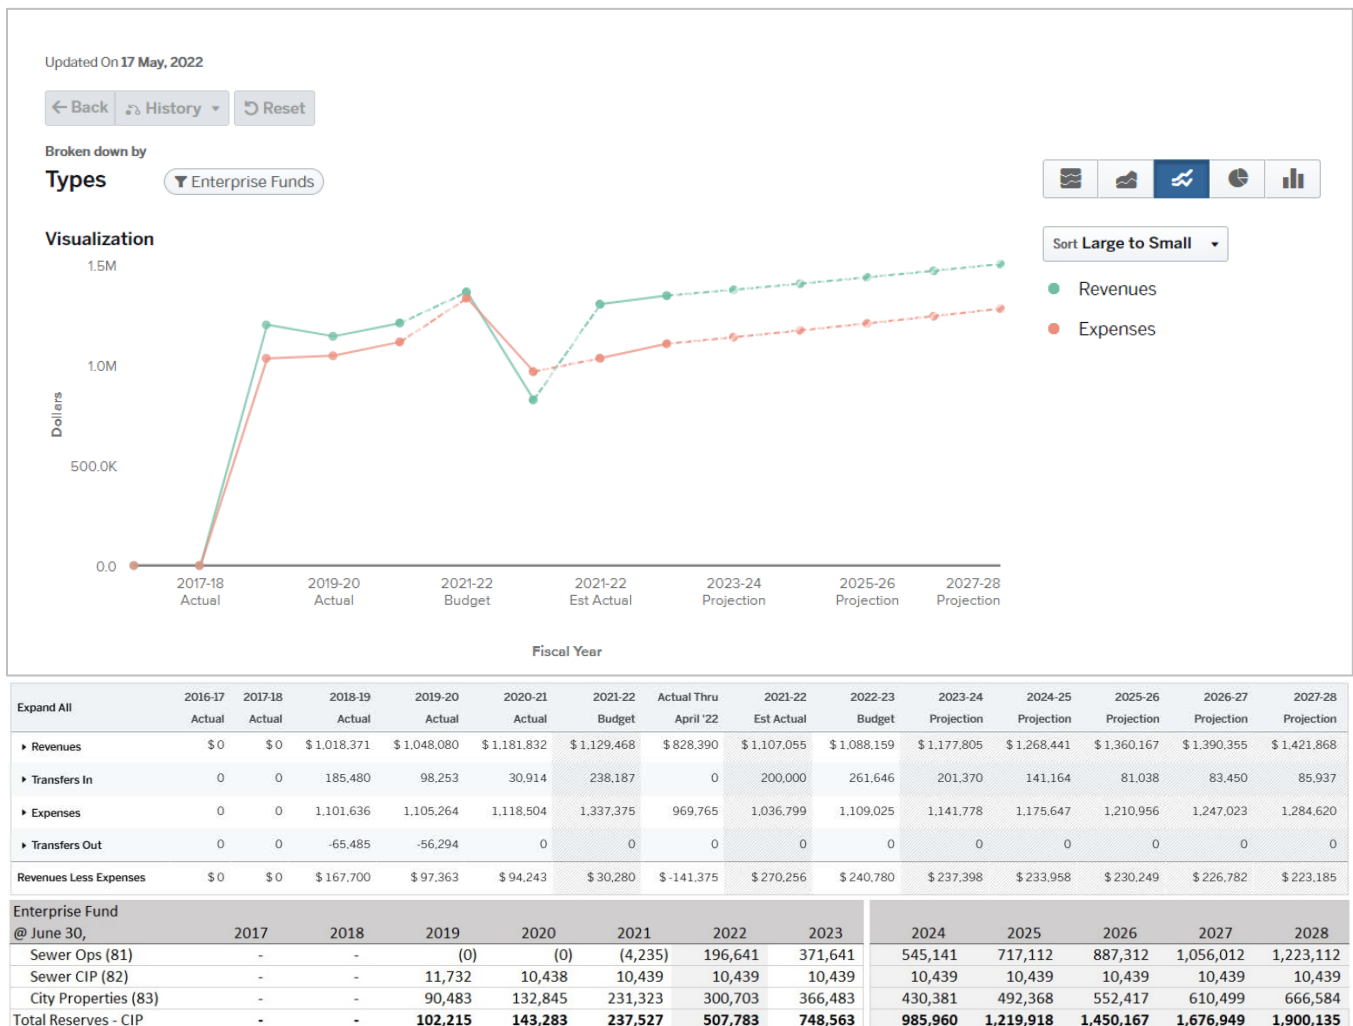 Updated On 17 May, 2022
Back History Reset
Broken down by
Types Enterprise Funds
Visualization
Sort Large to Small
Revenues
Expenses
1.5M
1.0M
500.0K
0.0
Dollars
2017-18 2019-20 2021-22 2021-22 2023-24 2025-26 2027-28
Actual Actual Budget Est Actual Projection Projection Projection
Fiscal Year
Expand All 2016-17 2017-18 2018-19 2019-20 2020-21 2021-22 Actual Thru 2021-22 2022-23 2023-24 2024-25 2025-26 2026-27 2027-28
Actual Actual Actual Actual Actual Budget April '22 Est Actual Budget Projection Projection Projection Projection Projection
Revenues $ 0 $ 0 $ 1,018,371 $ 1,048,080 $ 1,181,832 $ 1,129,468 $ 828,390 $ 1,107,055 $ 1,088,159 $ 1,177,805 $ 1,268,441 $ 1,360,167 $ 1,390,355 $ 1,421,868
Transfers In 0 0 185,480 98,253 30,914 238,187 0 200,000 261,646 201,370 141,164 81,038 83,450 85,937
Expenses 0 0 1,101,636 1,105,264 1,118,504 1,337,375 969,765 1,036,799 1,109,025 1,141,778 1,175,647 1,210,956 1,247,023 1,284,620
Transfers Out 0 0 -65,485 -56,294 0 0 0 0 0 0 0 0 0 0
Revenues Less Expenses $ 0 $ 0 $ 167,700 $ 97,363 $ 94,243 $ 30,280 $ -141,375 $ 270,256 $ 240,780 $ 237,398 $ 233,958 $ 230,249 $ 226,782 $ 223,185
Enterprise Fund
@ June 30, 2017 2018 2019 2020 2021 2022 2023 2024 2025 2026 2027 2028
Sewer Ops (81) - - (0) (0) (4,235) 196,641 371,641 545,141 717,112 887,312 1,056,012 1,223,112
Sewer CIP (82) - - 11,732 10,438 10,439 10,439 10,439 10,439 10,439 10,439 10,439 10,439
City Properties (83) - - 90,483 132,845 231,323 300,703 366,483 430,381 492,368 552,417 610,499 666,584
Total Reserves - CIP - - 102,215 143,283 237,527 507,783 748,563 985,960 1,219,918 1,450,167 1,676,949 1,900,135